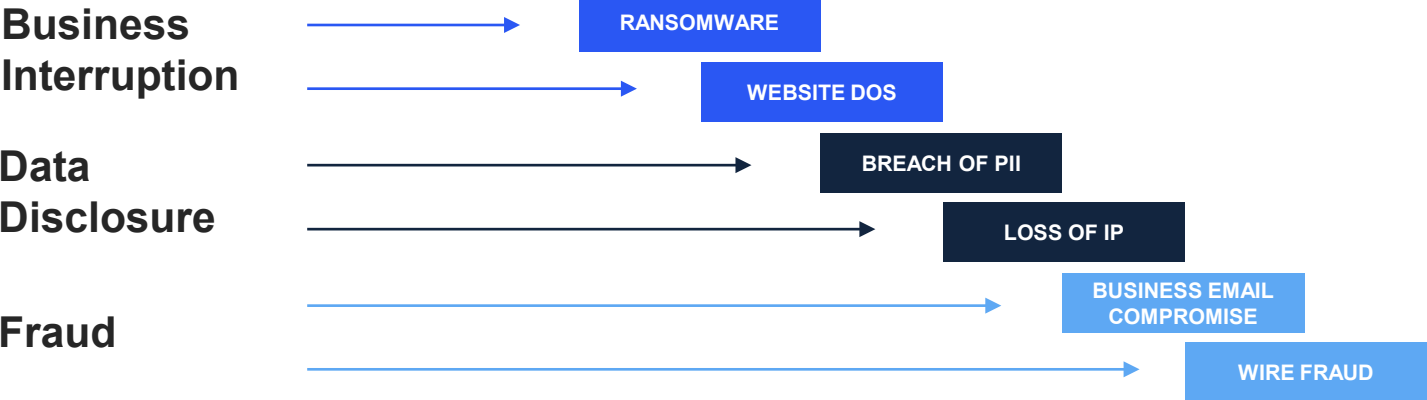 Business
Interruption
RANSOMWARE
WEBSITE DOS
Data
Disclosure
BREACH OF PII
LOSS OF IP
Fraud
BUSINESS EMAIL
COMPROMISE
WIRE FRAUD